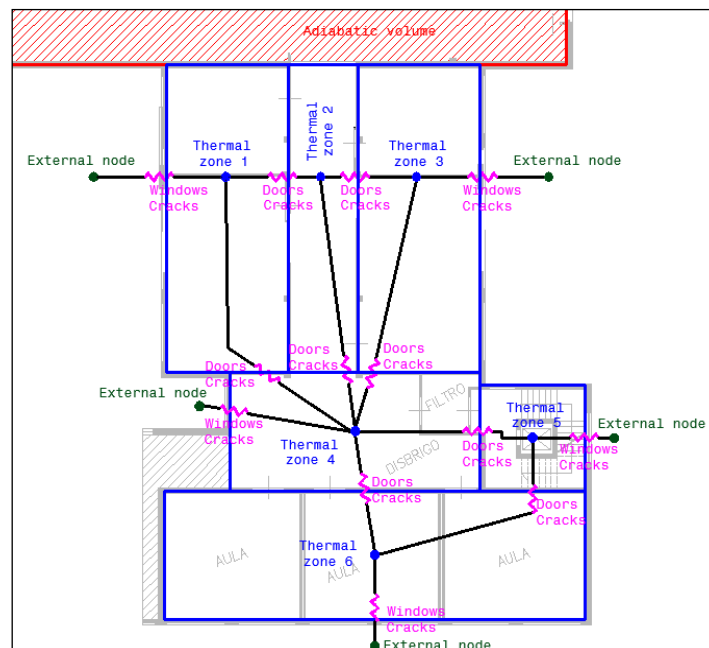 Adiabatic volume
Thermal
zone 1
Thermal
zone 2
Thermal
zone 3
External node
External node
Windows
Cracks
Doors
Cracks
Doors
Cracks
Windows
Cracks
Doors
Cracks
Doors
Cracks
Doors
Cracks
External node
Windows
Cracks
FILTRO
Thermal
zone 5
External node
Thermal
zone 4
DISBRIGO
Doors
Cracks
Windows
Cracks
Doors
Cracks
Doors
Cracks
Thermal
zone 6
AULA
AULA
AULA
Windows
Cracks
External node